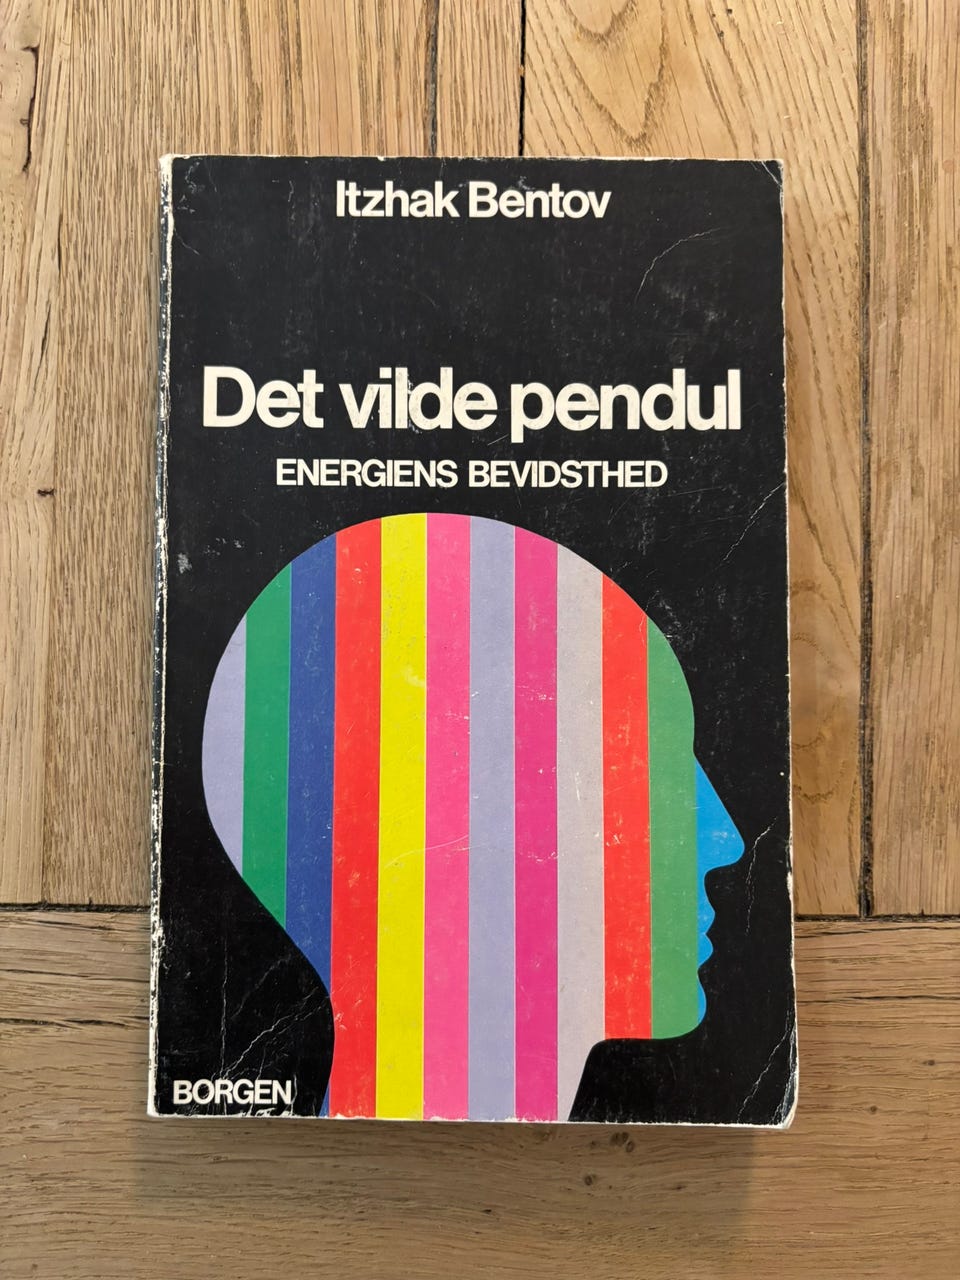 Itzhak Bentov
Det vilde pendul
ENERGIENS BEVIDSTHED
BORGEN